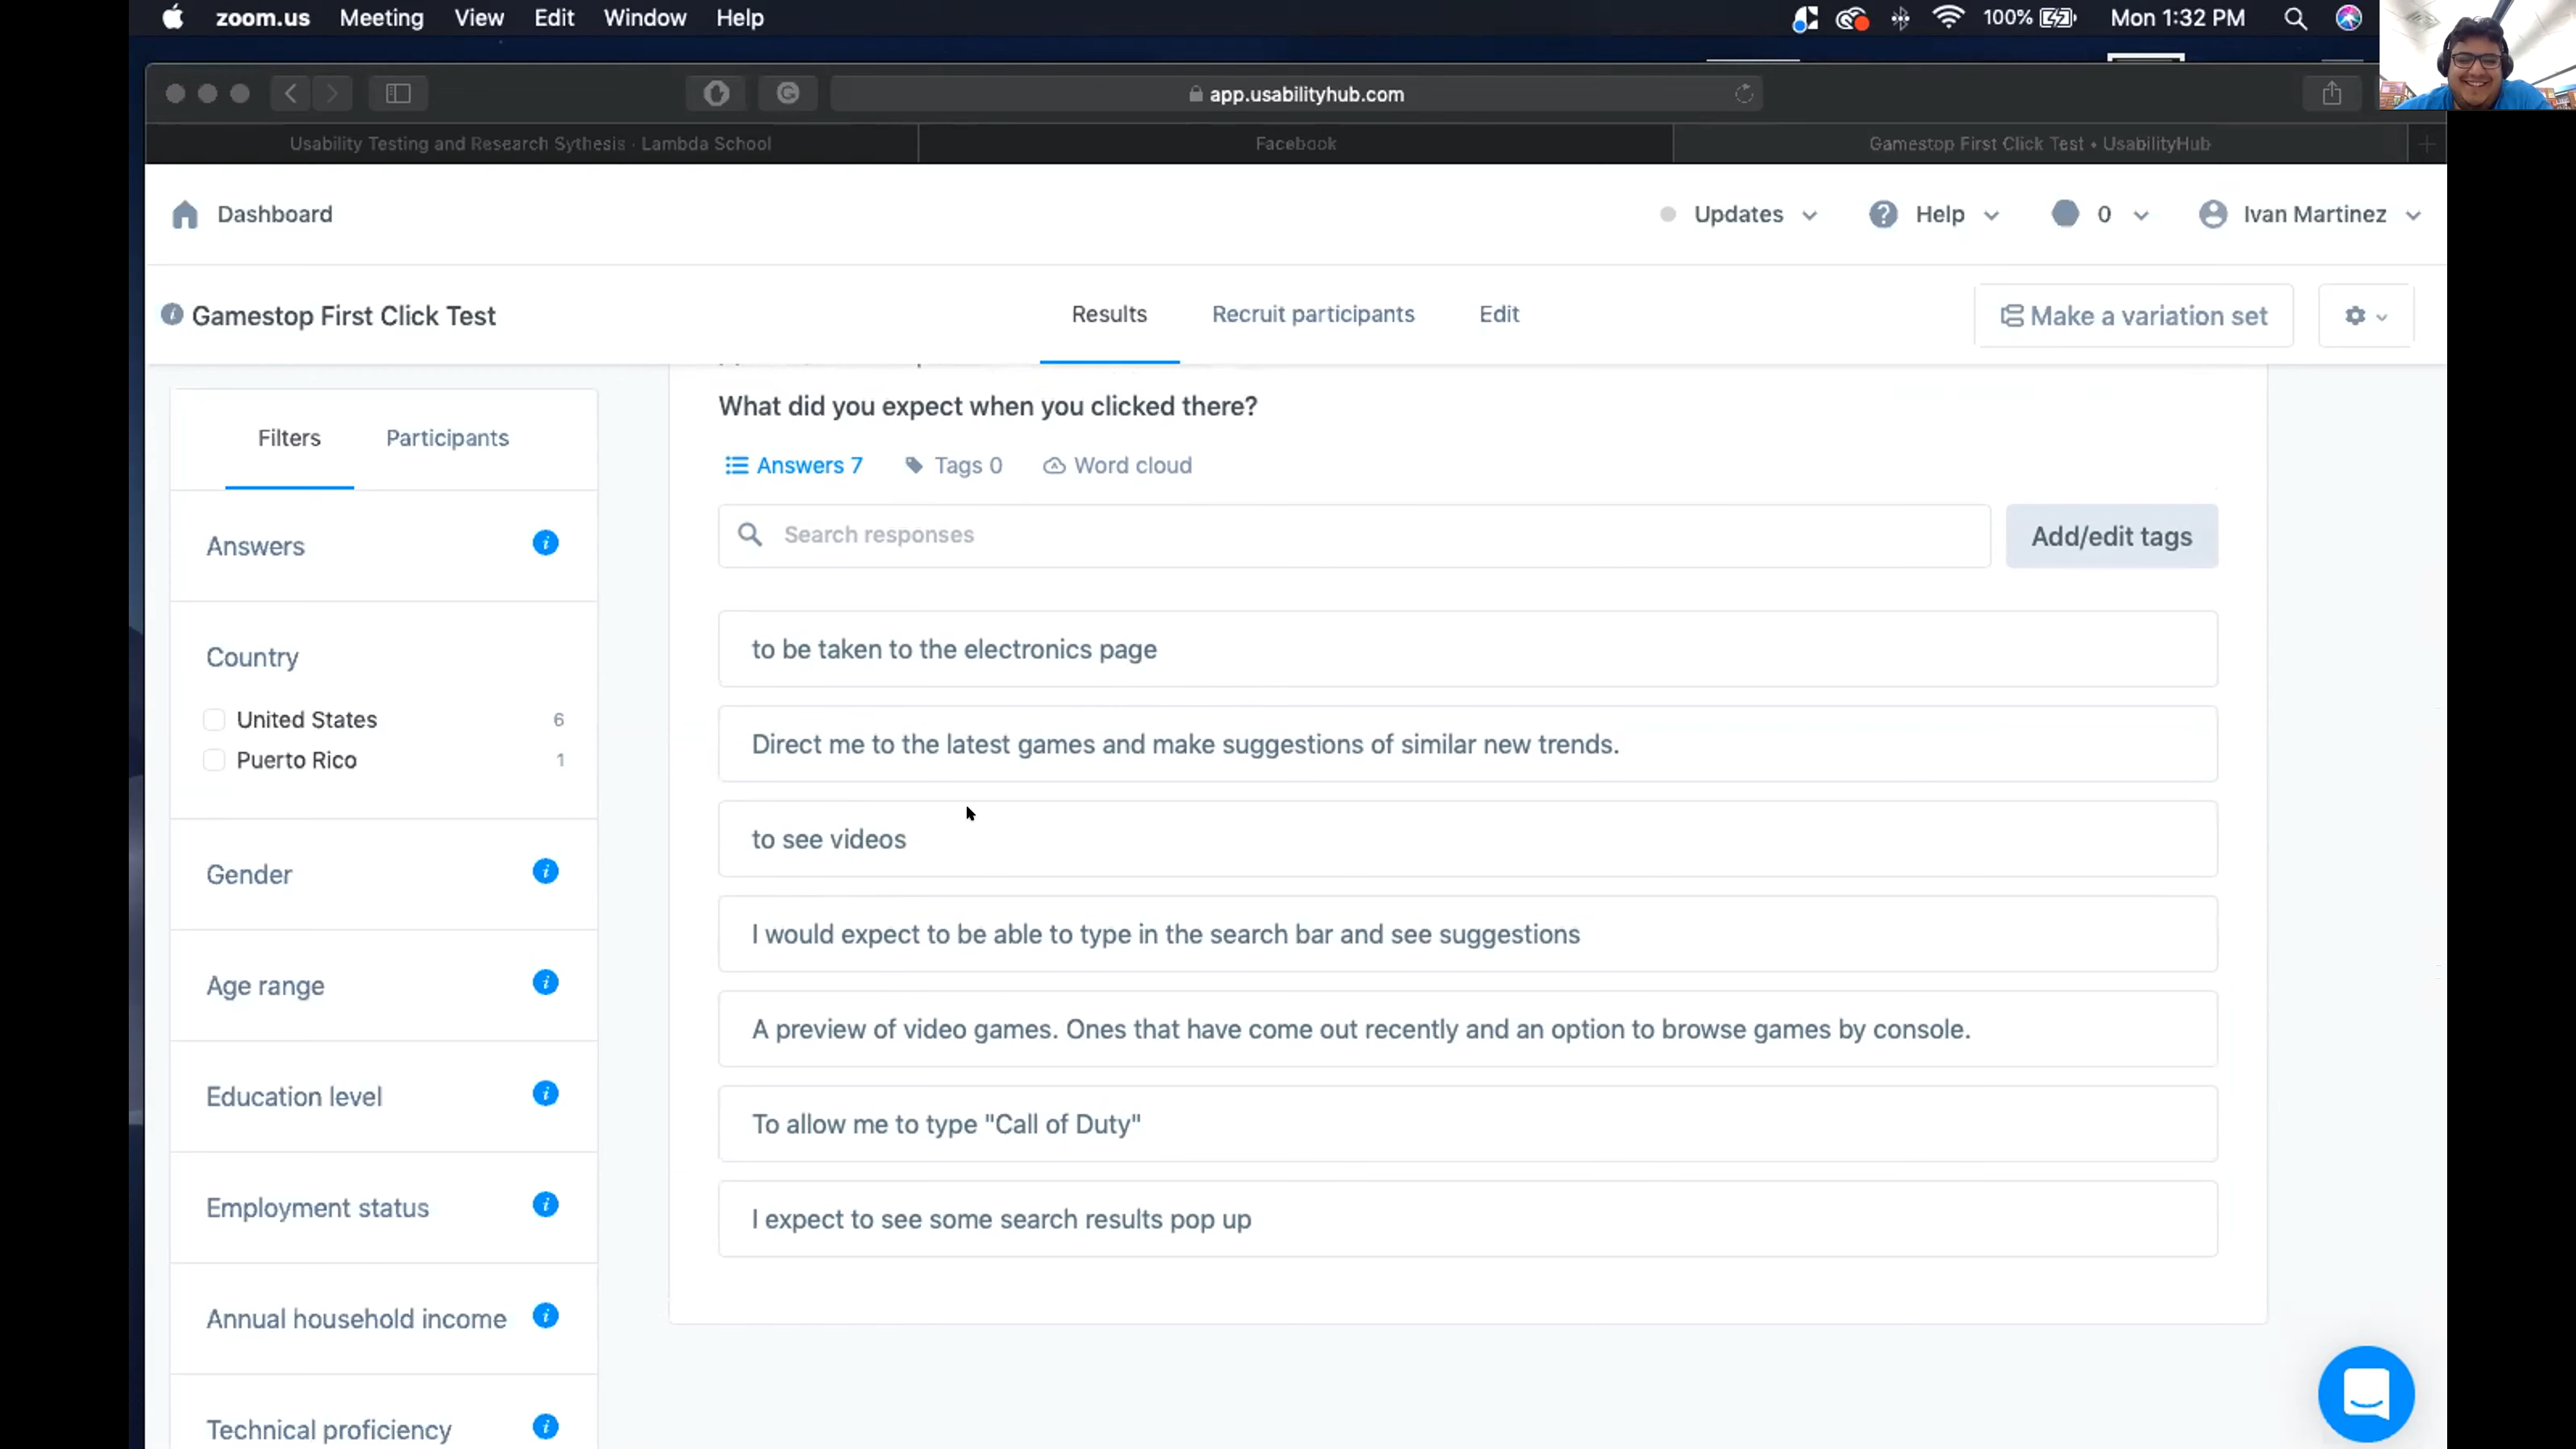 zoom.us Meeting View Edit Window Help 100% Mon 1:32 PM
app.usabilityhub.com
Usability Testing and Research Sythesis · Lambda School Facebook Gamestop First Click Test • UsabilityHub
Dashboard Updates Help 0 Ivan Martinez
Gamestop First Click Test Results Recruit participants Edit Make a variation set
What did you expect when you clicked there?
Filters Participants
Answers 7 Tags 0 Word cloud
Search responses Add/edit tags
Answers
to be taken to the electronics page
Country
United States 6
Direct me to the latest games and make suggestions of similar new trends.
Puerto Rico 1
to see videos
Gender
I would expect to be able to type in the search bar and see suggestions
Age range
A preview of video games. Ones that have come out recently and an option to browse games by console.
Education level
To allow me to type "Call of Duty"
Employment status
I expect to see some search results pop up
Annual household income
Technical proficiency